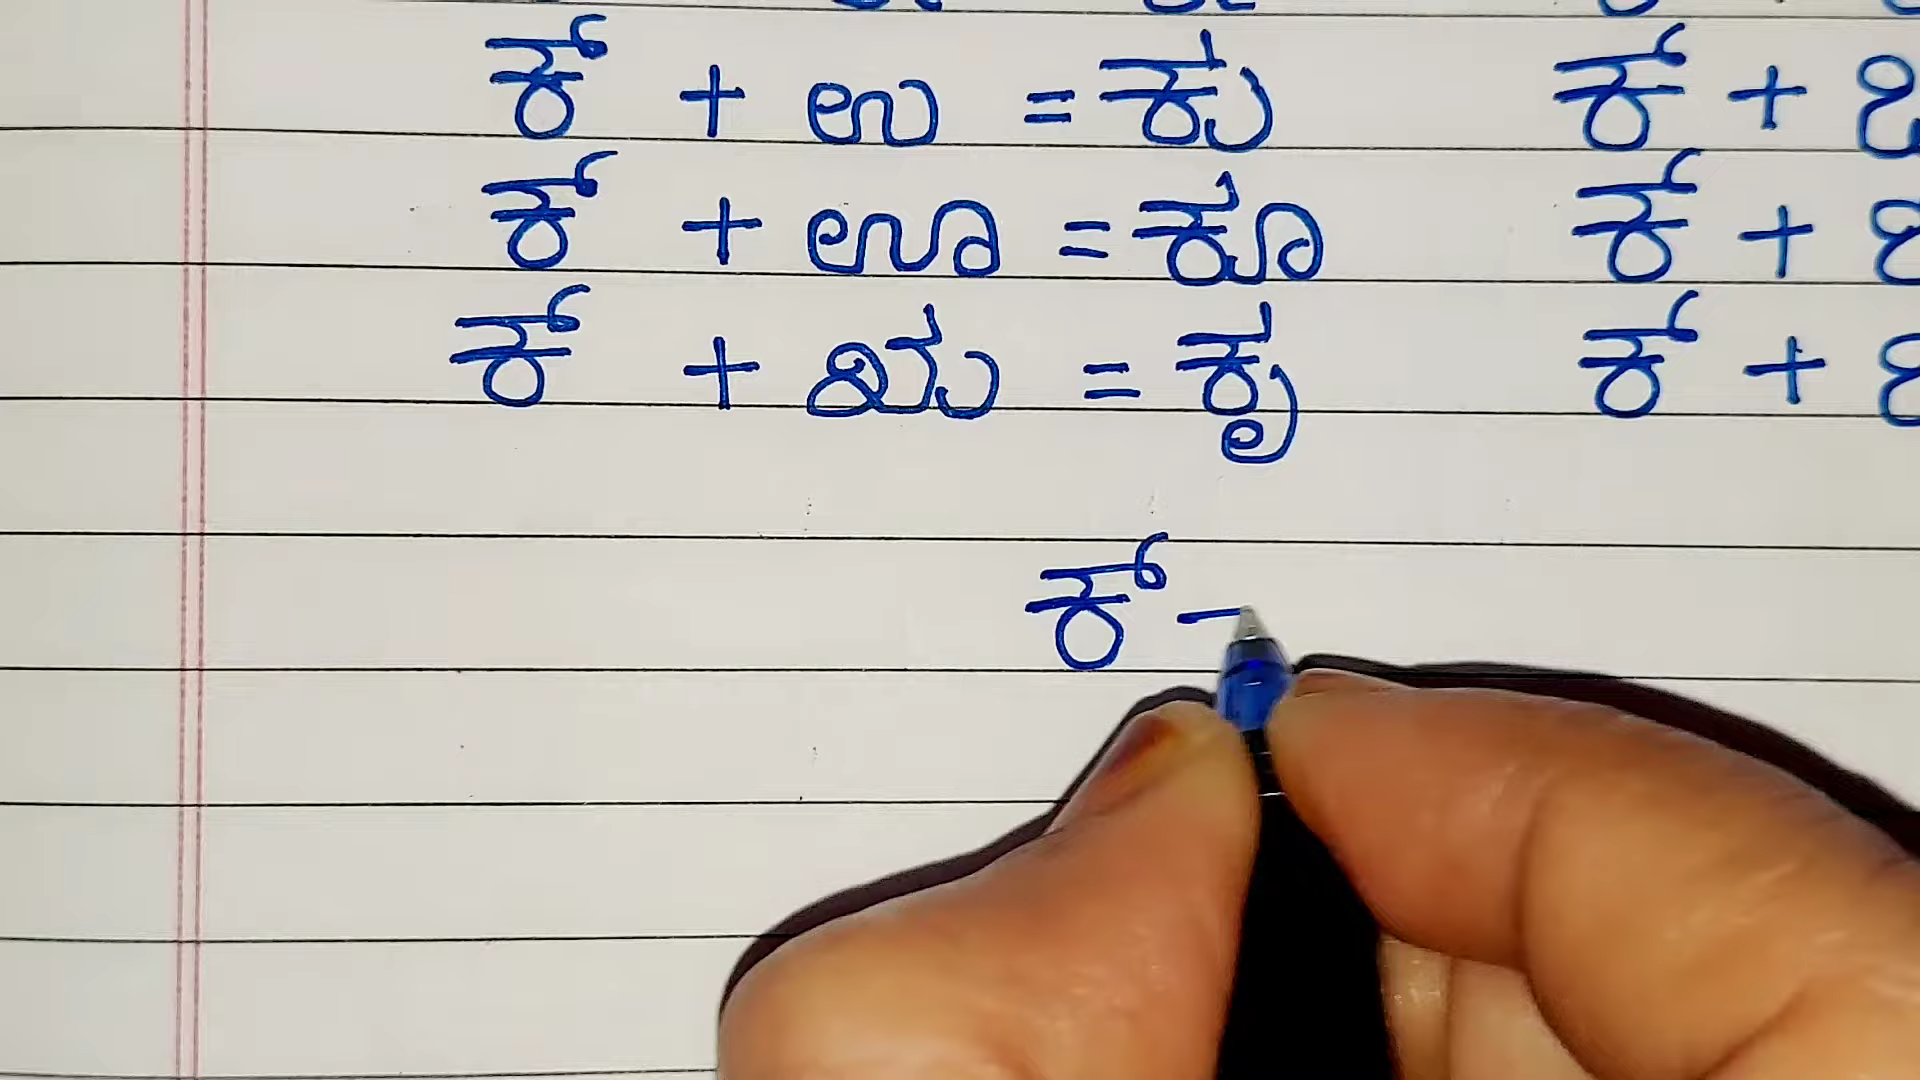 ಕ್ + ಉ = ಕು ಕ್ +
ಕ್ + ಊ = ಕೂ ಕ್ +
ಕ್ + ಋ = ಕೃ ಕ್ +
ಕ್ -